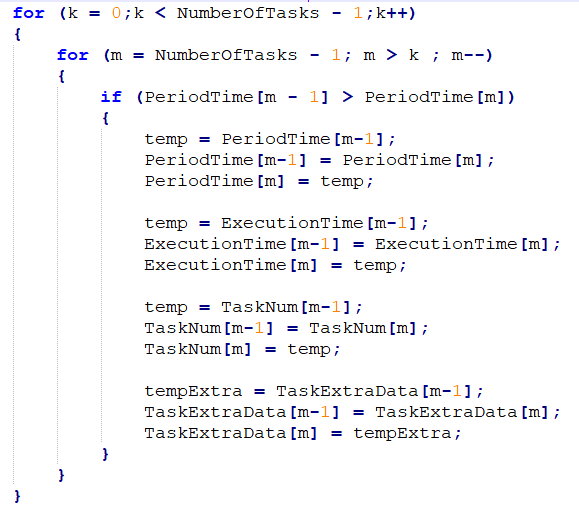 for (k = 0;k < NumberOfTasks - 1;k++)
{
    for (m = NumberOfTasks - 1; m > k ; m--)
    {
        if (PeriodTime[m - 1] > PeriodTime[m])
        {
            temp = PeriodTime[m-1];
            PeriodTime[m-1] = PeriodTime[m];
            PeriodTime[m] = temp;

            temp = ExecutionTime[m-1];
            ExecutionTime[m-1] = ExecutionTime[m];
            ExecutionTime[m] = temp;

            temp = TaskNum[m-1];
            TaskNum[m-1] = TaskNum[m];
            TaskNum[m] = temp;

            tempExtra = TaskExtraData[m-1];
            TaskExtraData[m-1] = TaskExtraData[m];
            TaskExtraData[m] = tempExtra;
        }
    }
}